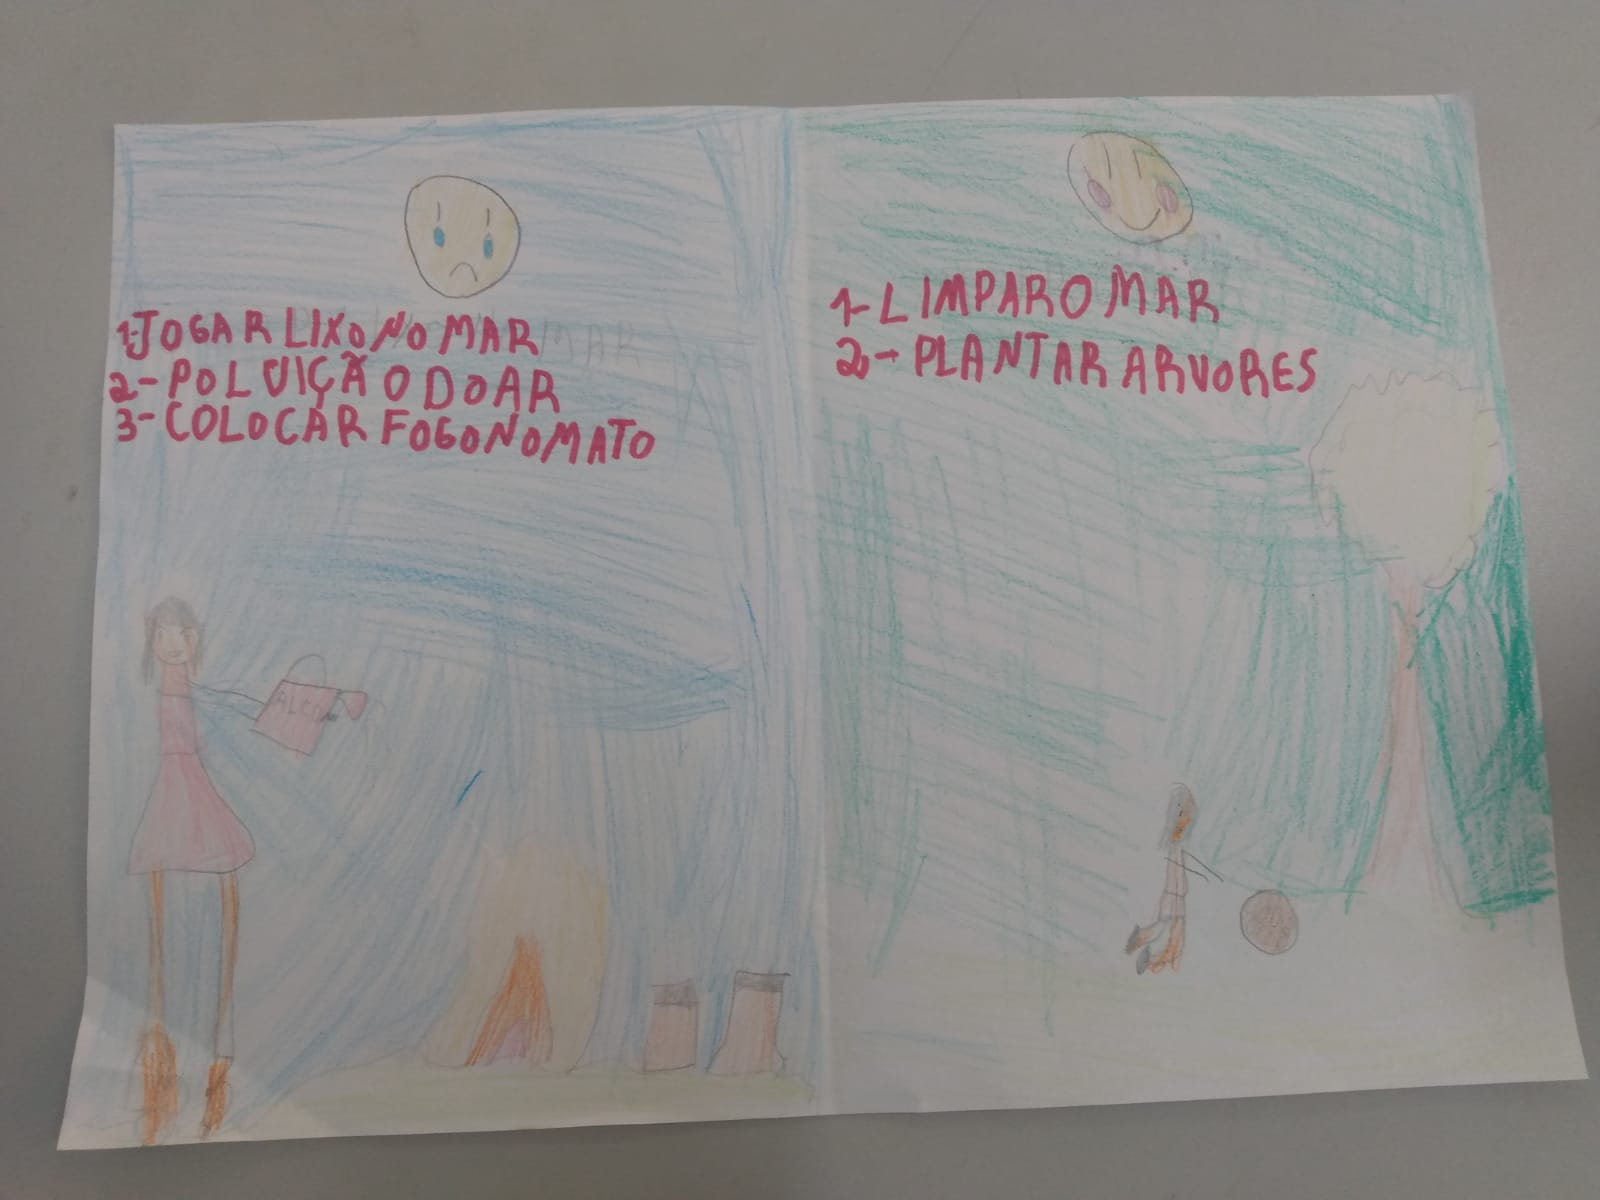 1-JOGAR LIXO NO MAR
2-POLUIÇÃO DO AR
3-COLOCAR FOGO NO MATO
1-LIMPAR O MAR
2-PLANTAR ARVORES